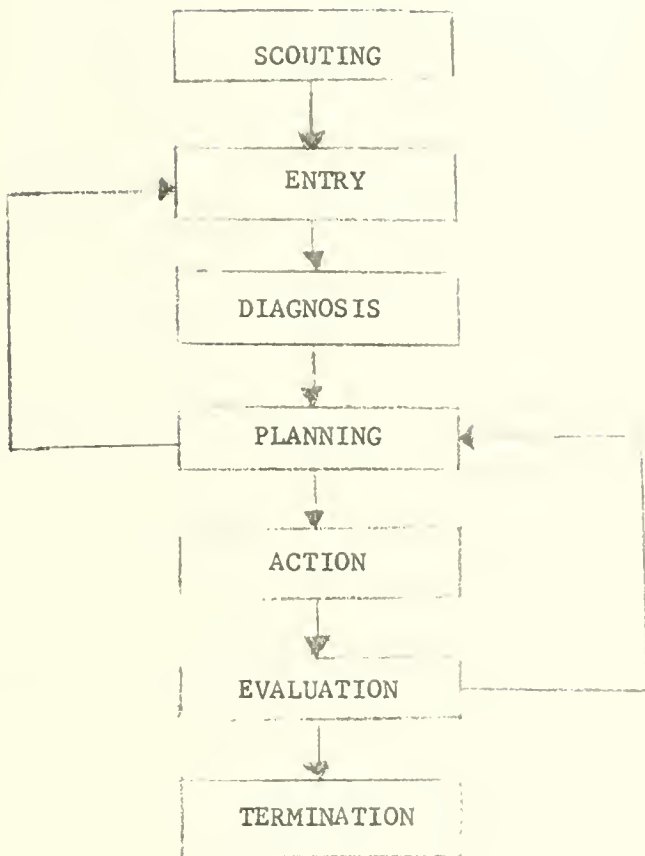 SCOUTING
ENTRY
DIAGNOSIS
PLANNING
ACTION
EVALUATION
TERMINATION